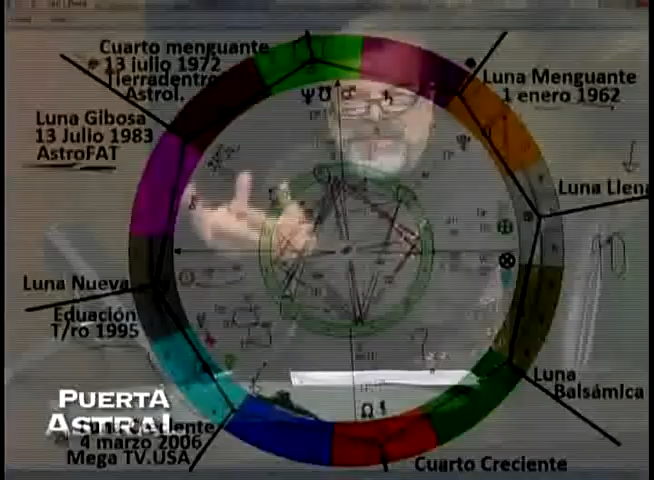 Cuarto menguante
13 julio 1972
Tierradentro
Astrol.
Luna Menguante
1 enero 1962
Luna Gibosa
13 Julio 1983
AstroFAT
Luna Llena
Luna Nueva
Eduación
T/ro 1995
Luna
Balsámica
PUERTA
ASTRAL
Creciente
4 marzo 2006
Mega TV.USA
Cuarto Creciente